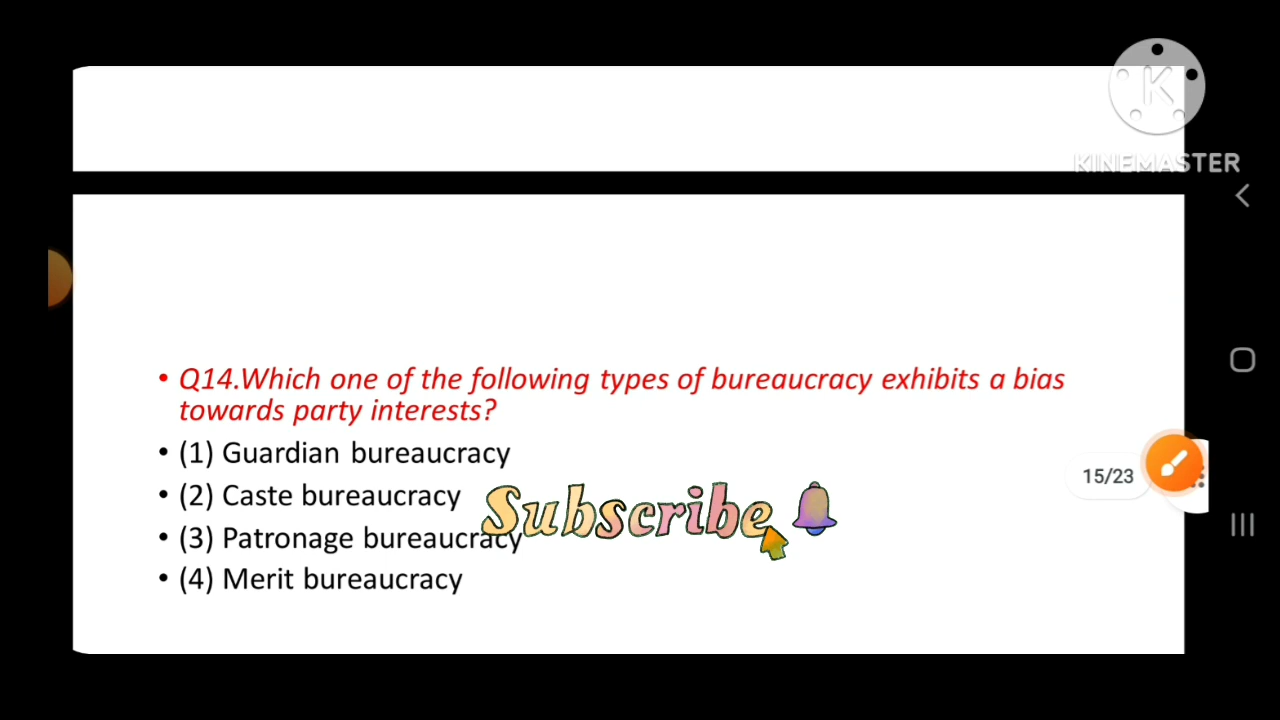 KINEMASTER
• Q14.Which one of the following types of bureaucracy exhibits a bias
towards party interests?
• (1) Guardian bureaucracy
• (2) Caste bureaucracy
Subscribe
• (3) Patronage bureaucracy
• (4) Merit bureaucracy
15/23